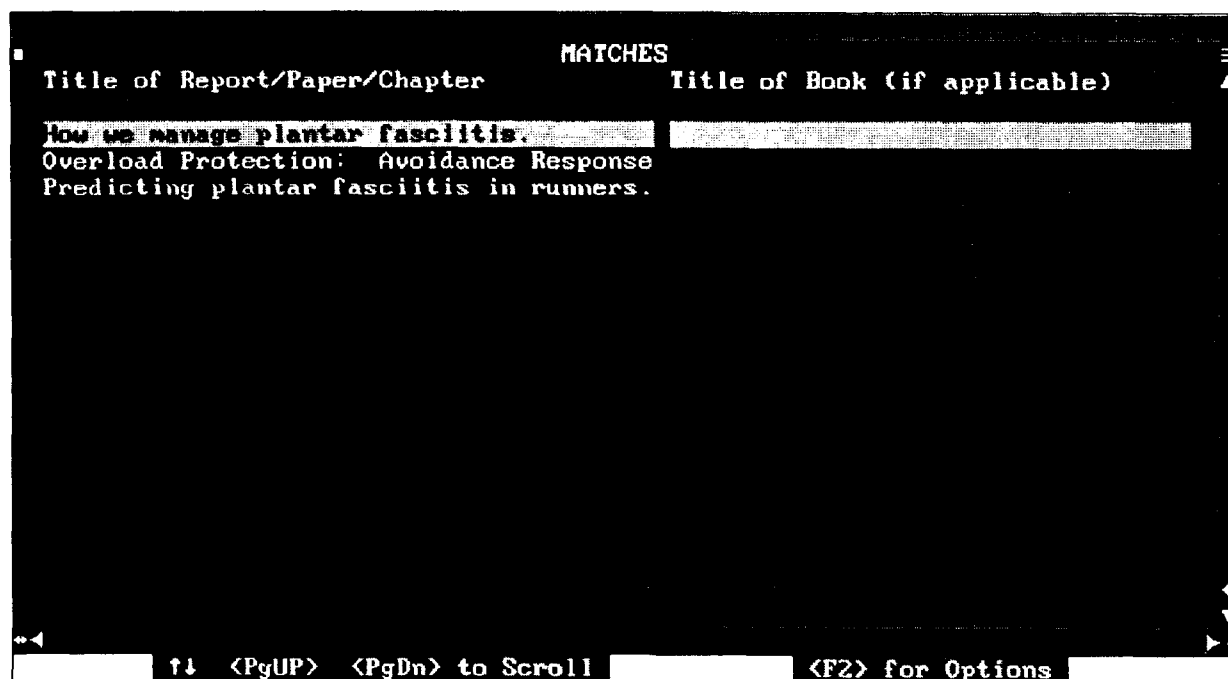 MATCHES
Title of Report/Paper/Chapter Title of Book (if applicable)
How we manage plantar fasciitis.
Overload Protection: Avoidance Response
Predicting plantar fasciitis in runners.
↑↓ <PgUP> <PgDn> to Scroll <F2> for Options